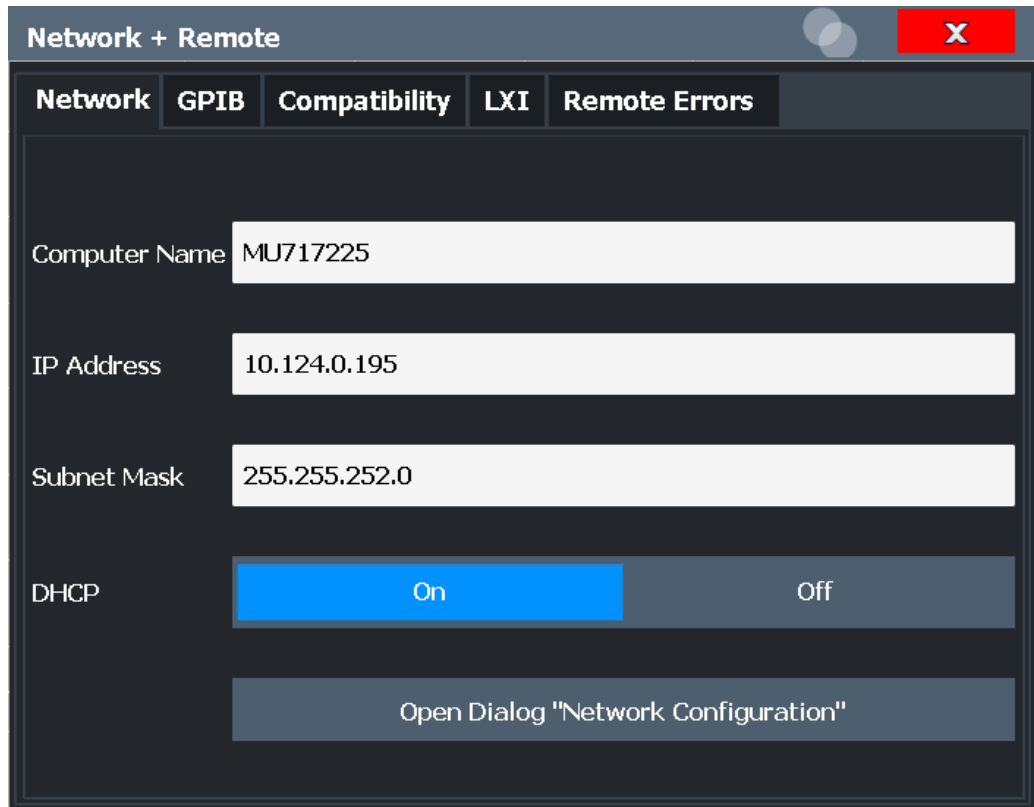 Network + Remote X
Network GPIB Compatibility LXI Remote Errors
Computer Name MU717225
IP Address 10.124.0.195
Subnet Mask 255.255.252.0
DHCP On Off
Open Dialog "Network Configuration"